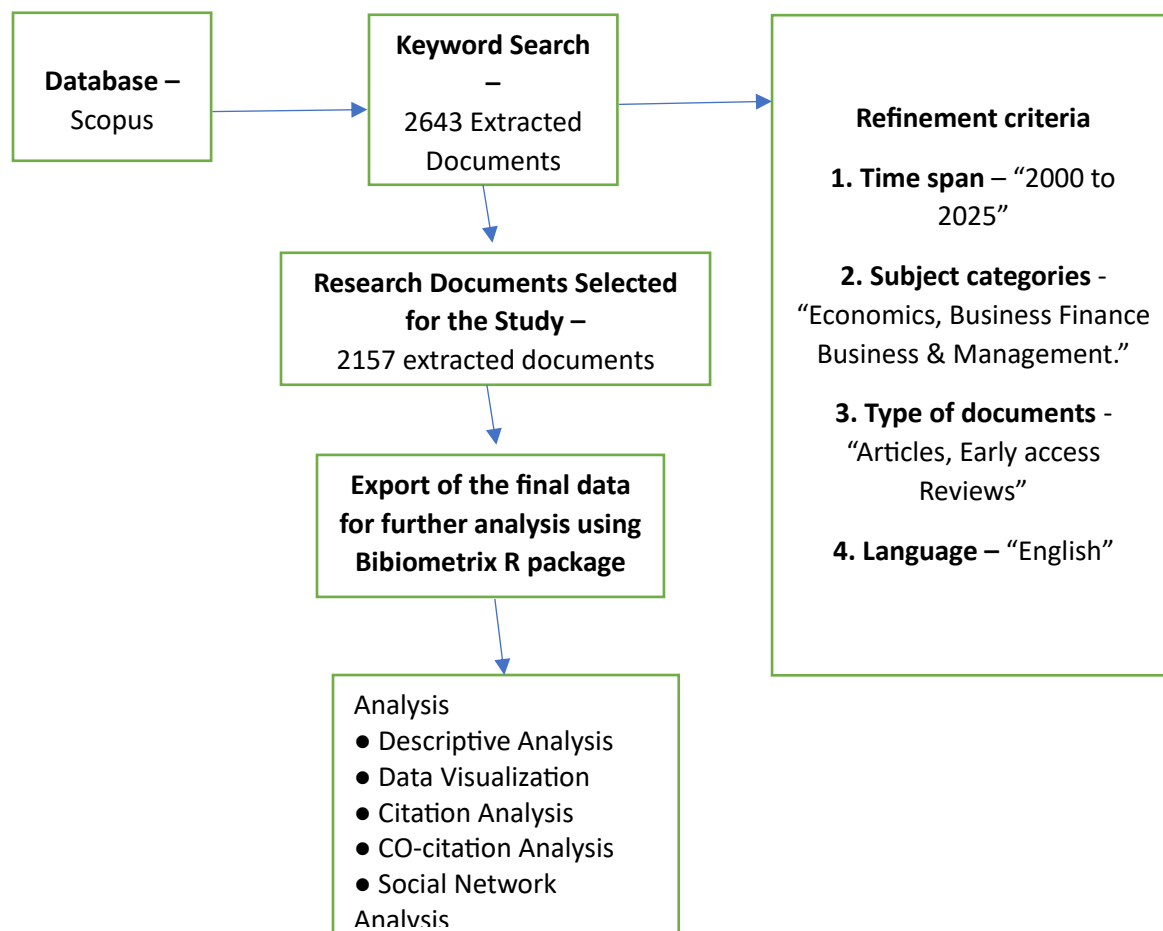 Database –
Scopus
Keyword Search
–
2643 Extracted
Documents
Refinement criteria
1. Time span – “2000 to
2025”
2. Subject categories -
“Economics, Business Finance
Business & Management.”
3. Type of documents -
“Articles, Early access
Reviews”
4. Language – “English”
Research Documents Selected
for the Study –
2157 extracted documents
Export of the final data
for further analysis using
Bibiometrix R package
Analysis
● Descriptive Analysis
● Data Visualization
● Citation Analysis
● CO-citation Analysis
● Social Network
Analysis